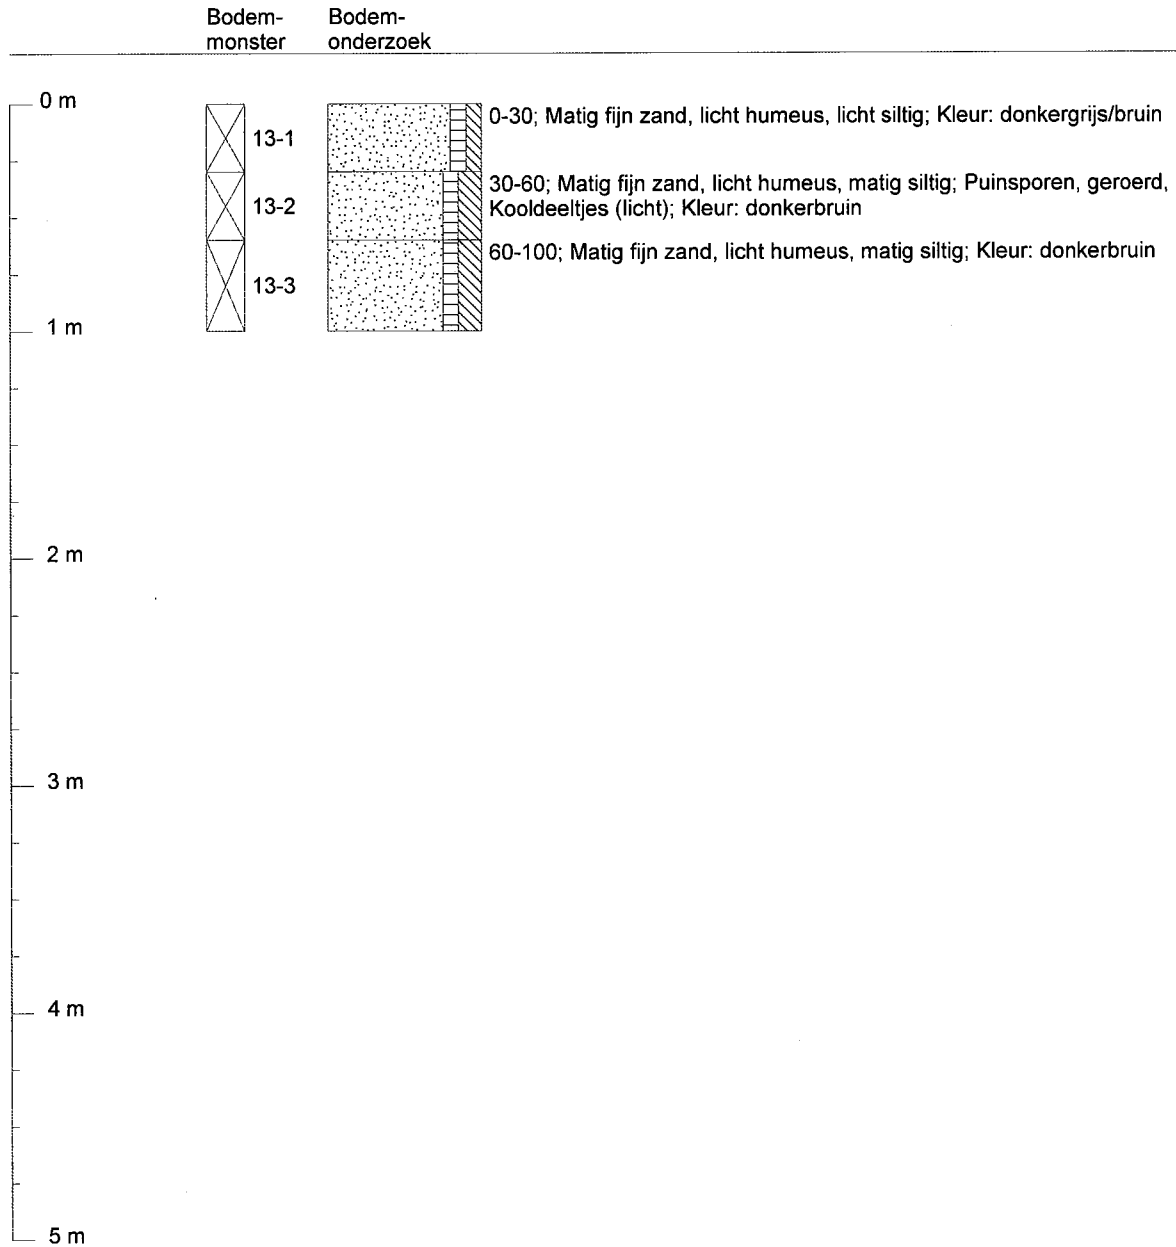 Bodem-
monster
Bodem-
onderzoek
0 m
13-1
0-30; Matig fijn zand, licht humeus, licht siltig; Kleur: donkergrijs/bruin
13-2
30-60; Matig fijn zand, licht humeus, matig siltig; Puinsporen, geroerd,
Kooldeeltjes (licht); Kleur: donkerbruin
13-3
60-100; Matig fijn zand, licht humeus, matig siltig; Kleur: donkerbruin
1 m
2 m
3 m
4 m
5 m